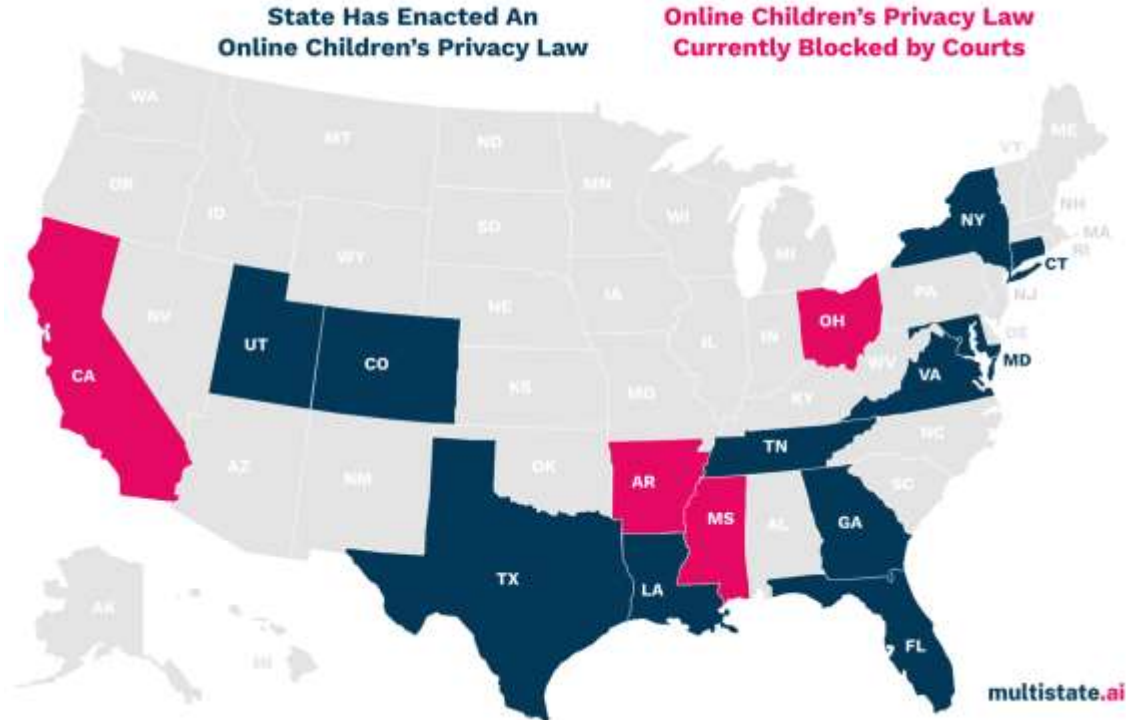 State Has Enacted An
Online Children's Privacy Law
Online Children's Privacy Law
Currently Blocked by Courts
WA
MT
ND
MN
ME
VT
NH
MA
RI
OR
ID
SD
WI
NY
CT
WY
MI
NE
IA
PA
NJ
OH
NV
UT
CO
IL
IN
DE
MD
WV
VA
CA
KS
MO
KY
AZ
NM
OK
AR
TN
NC
SC
MS
AL
GA
TX
LA
FL
AK
HI
multistate.ai